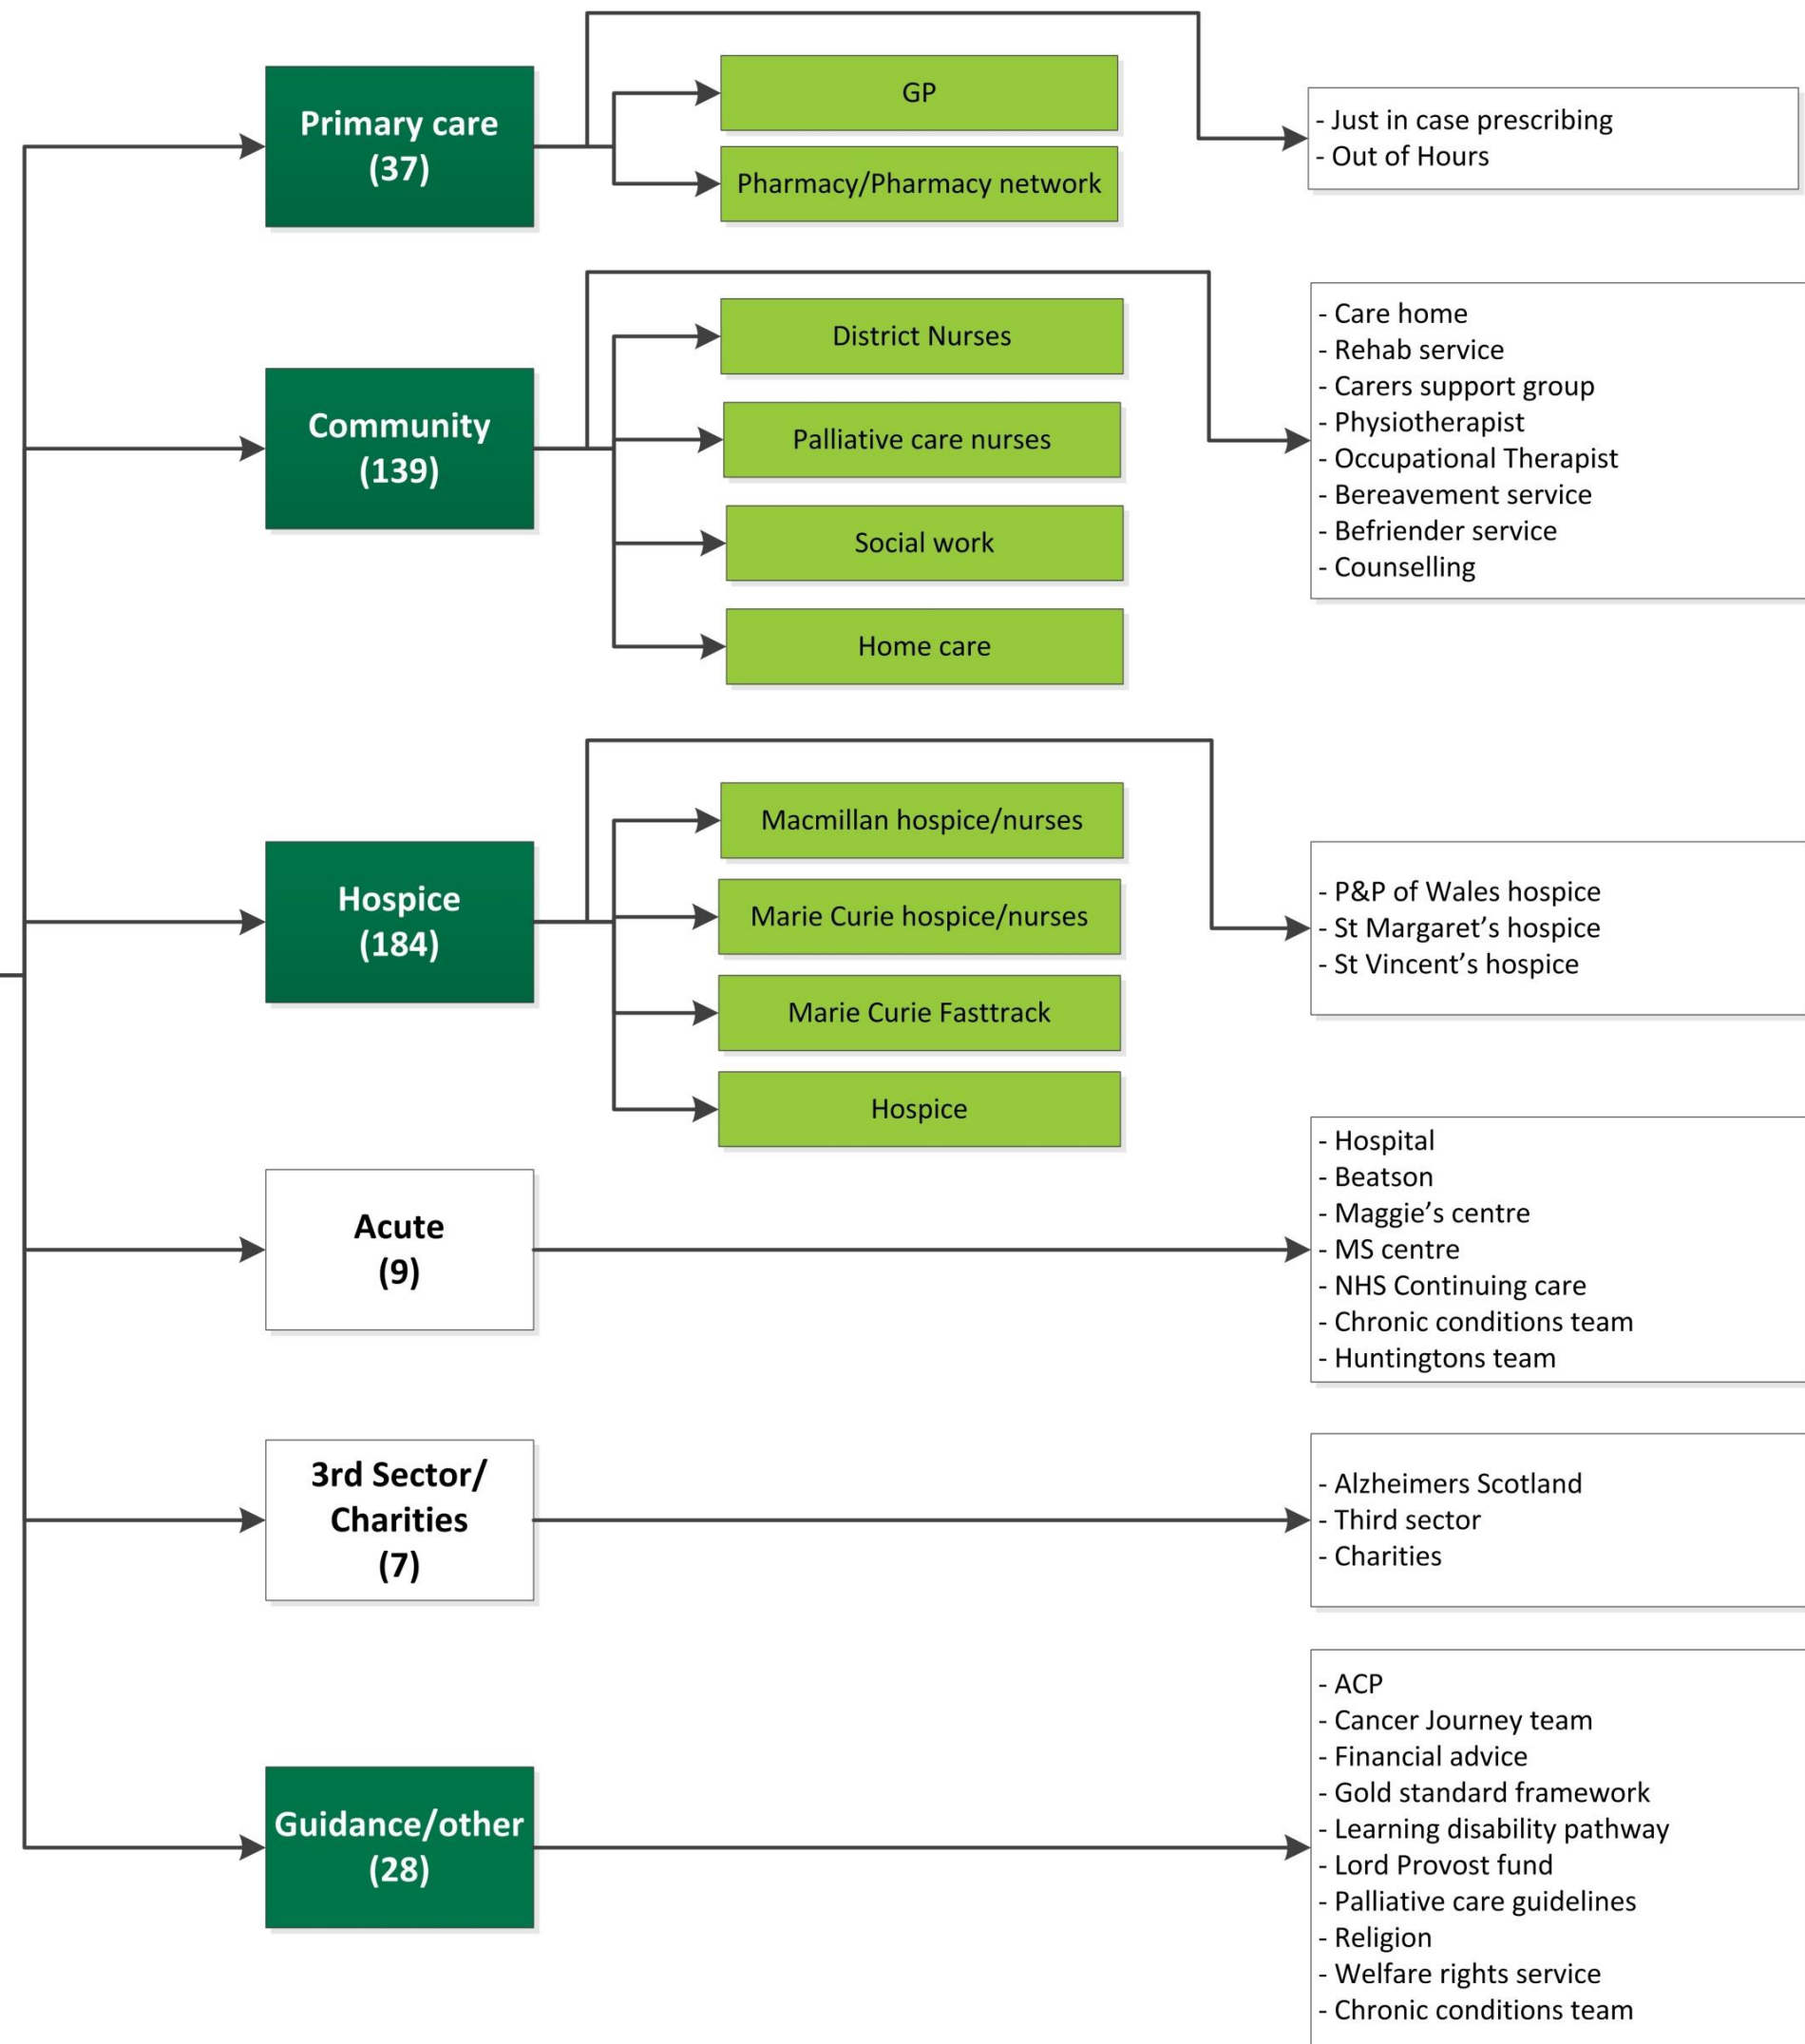 Primary care
(37)
GP
Pharmacy/Pharmacy network
- Just in case prescribing
- Out of Hours
Community
(139)
District Nurses
Palliative care nurses
Social work
Home care
- Care home
- Rehab service
- Carers support group
- Physiotherapist
- Occupational Therapist
- Bereavement service
- Befriender service
- Counselling
Hospice
(184)
Macmillan hospice/nurses
Marie Curie hospice/nurses
Marie Curie Fasttrack
Hospice
- P&P of Wales hospice
- St Margaret’s hospice
- St Vincent’s hospice
Acute
(9)
- Hospital
- Beatson
- Maggie’s centre
- MS centre
- NHS Continuing care
- Chronic conditions team
- Huntingtons team
3rd Sector/
Charities
(7)
- Alzheimers Scotland
- Third sector
- Charities
Guidance/other
(28)
- ACP
- Cancer Journey team
- Financial advice
- Gold standard framework
- Learning disability pathway
- Lord Provost fund
- Palliative care guidelines
- Religion
- Welfare rights service
- Chronic conditions team